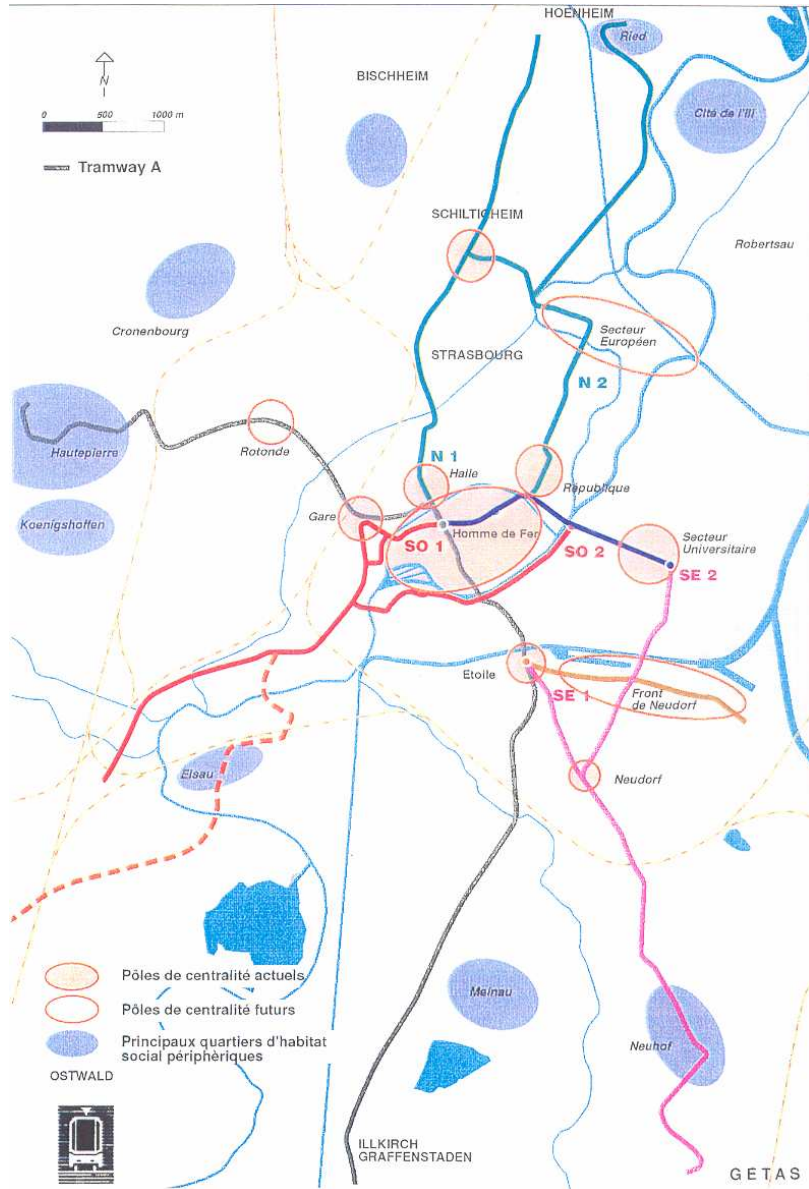 HOENHEIM
Ried
N
BISCHHEIM
0 500 1000 m
Cité de l'Ill
Tramway A
SCHILTIGHEIM
Robertsau
Cronenbourg
Secteur
Européen
STRASBOURG
N 2
Hautepierre
Rotonde
N 1
Halle
République
Koenigshoffen
Gare
SO 1
Homme de Fer
SO 2
Secteur
Universitaire
SE 2
Etoile
SE 1
Front
de Neudorf
Elsau
Neudorf
Pôles de centralité actuels
Pôles de centralité futurs
Principaux quartiers d'habitat
social périphèriques
Meinau
Neuhof
OSTWALD
ILLKIRCH
GRAFFENSTADEN
GETAS